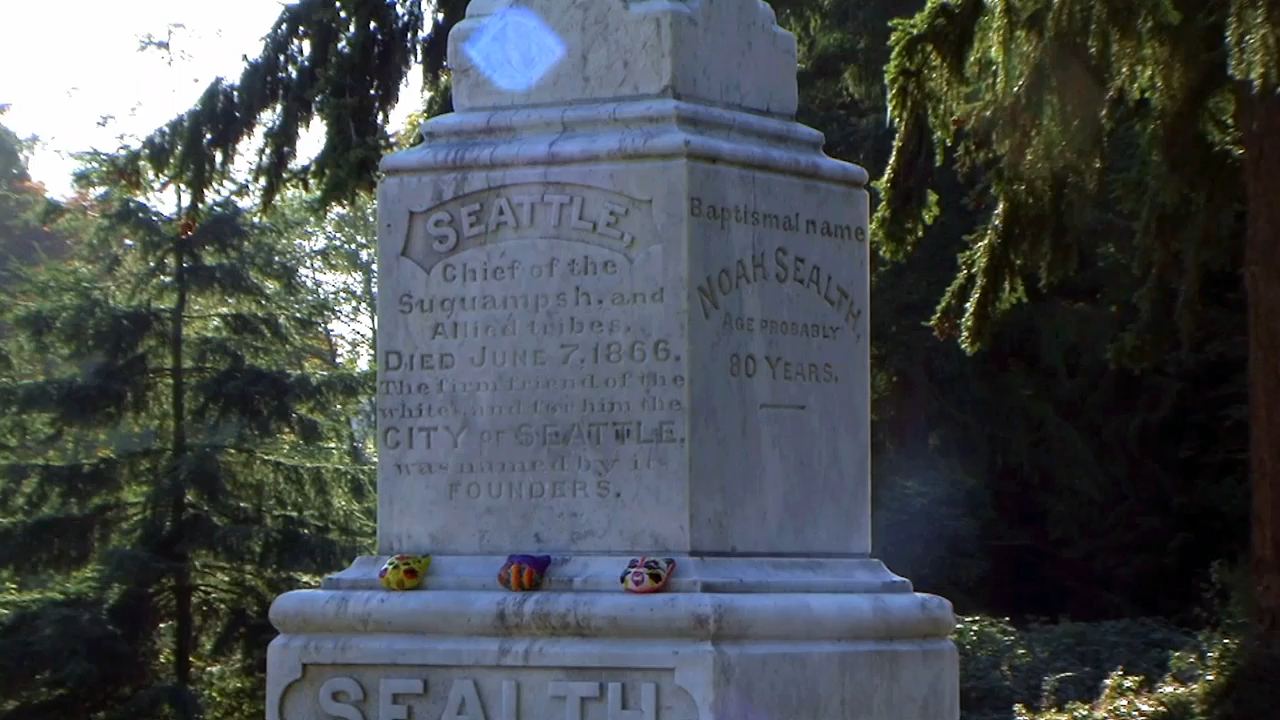 SEATTLE,
Chief of the
Suquampsh, and
Allied tribes,
DIED JUNE 7, 1866.
The firm friend of the
whites, and for him the
CITY OF SEATTLE.
was named by its
FOUNDERS.
Baptismal name
NOAH SEALTH,
AGE PROBABLY
80 YEARS.
SEALTH